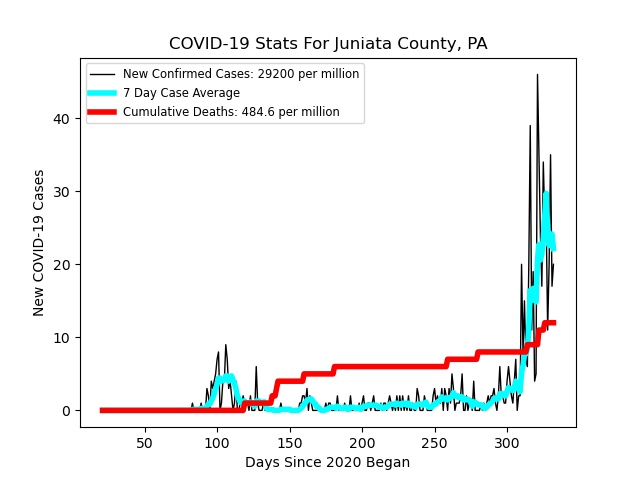 COVID-19 Stats For Juniata County, PA
New Confirmed Cases: 29200 per million
7 Day Case Average
Cumulative Deaths: 484.6 per million
New COVID-19 Cases
40
30
20
10
0
50 100 150 200 250 300
Days Since 2020 Began